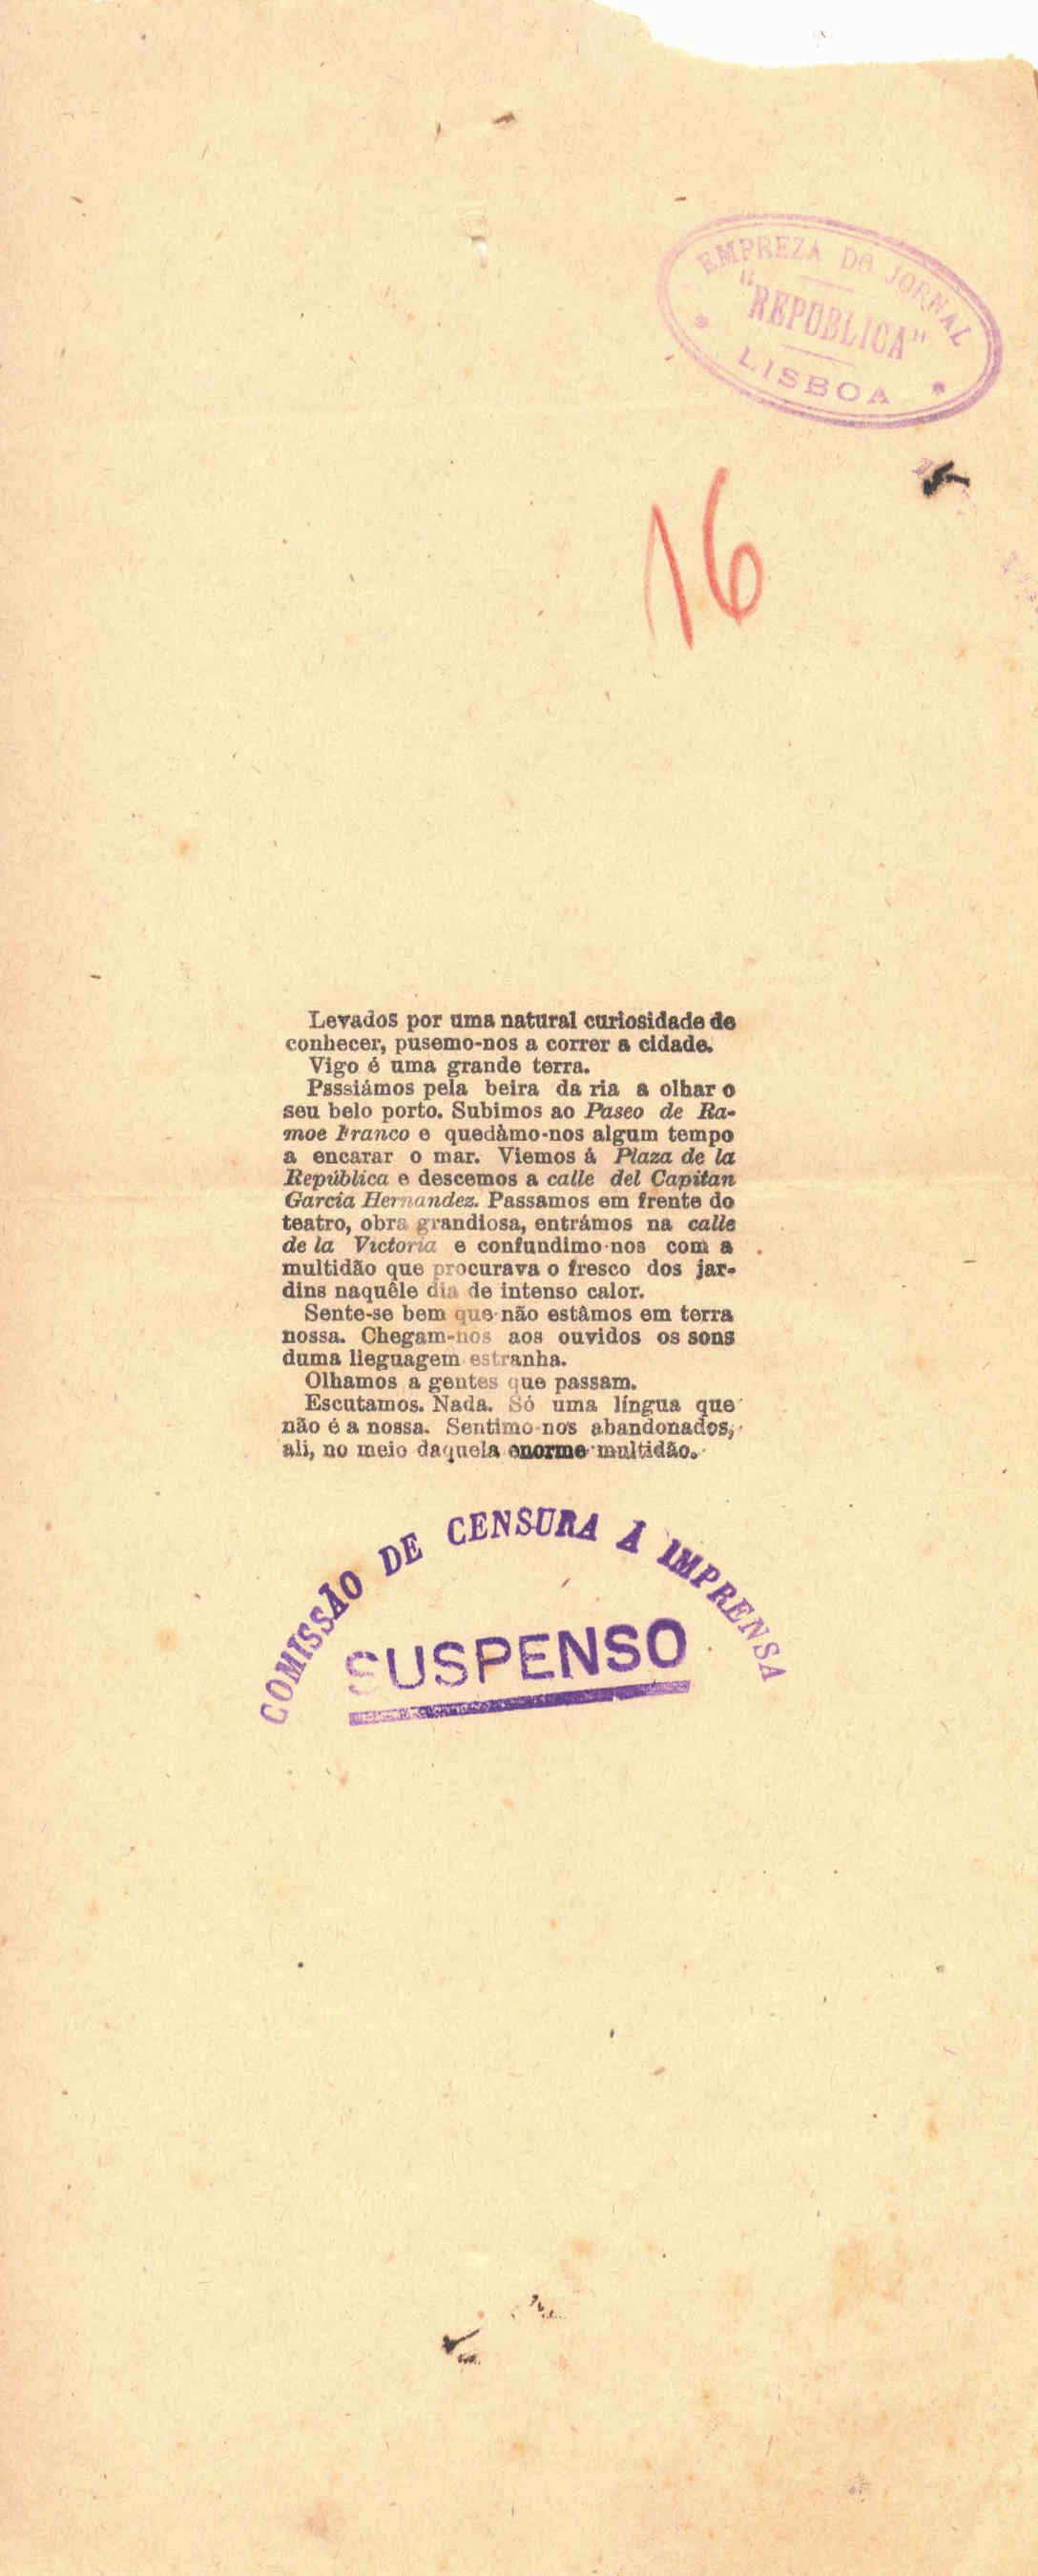 EMPREZA DO JORNAL
"REPUBLICA"
LISBOA
16
Levados por uma natural curiosidade de
conhecer, pusemo-nos a correr a cidade.
Vigo é uma grande terra.
Psssiámos pela beira da ria a olhar o
seu belo porto. Subimos ao Paseo de Ra-
moe Franco e quedàmo-nos algum tempo
a encarar o mar. Viemos á Plaza de la
República e descemos a calle del Capitan
Garcia Hernandez. Passamos em frente do
teatro, obra grandiosa, entrámos na calle
de la Victoria e confundimo-nos com a
multidão que procurava o fresco dos jar-
dins naquêle dia de intenso calor.
Sente-se bem que não estâmos em terra
nossa. Chegam-nos aos ouvidos os sons
duma lieguagem estranha.
Olhamos a gentes que passam.
Escutamos. Nada. Só uma língua que
não é a nossa. Sentimo-nos abandonados,
ali, no meio daquela enorme multidão.
COMISSÃO DE CENSURA Á IMPRENSA
SUSPENSO